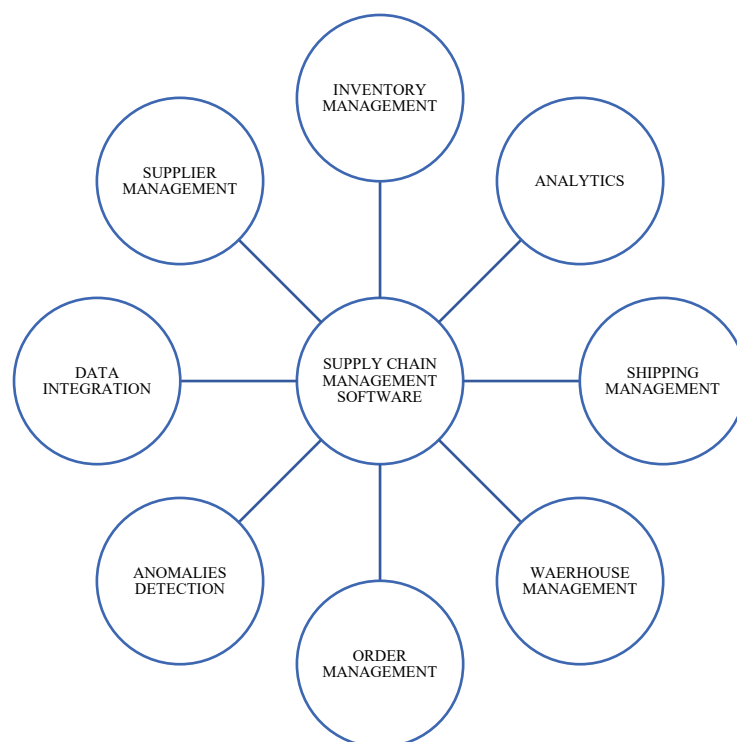 INVENTORY
MANAGEMENT
SUPPLIER
MANAGEMENT
ANALYTICS
DATA
INTEGRATION
SUPPLY CHAIN
MANAGEMENT
SOFTWARE
SHIPPING
MANAGEMENT
ANOMALIES
DETECTION
WAERHOUSE
MANAGEMENT
ORDER
MANAGEMENT